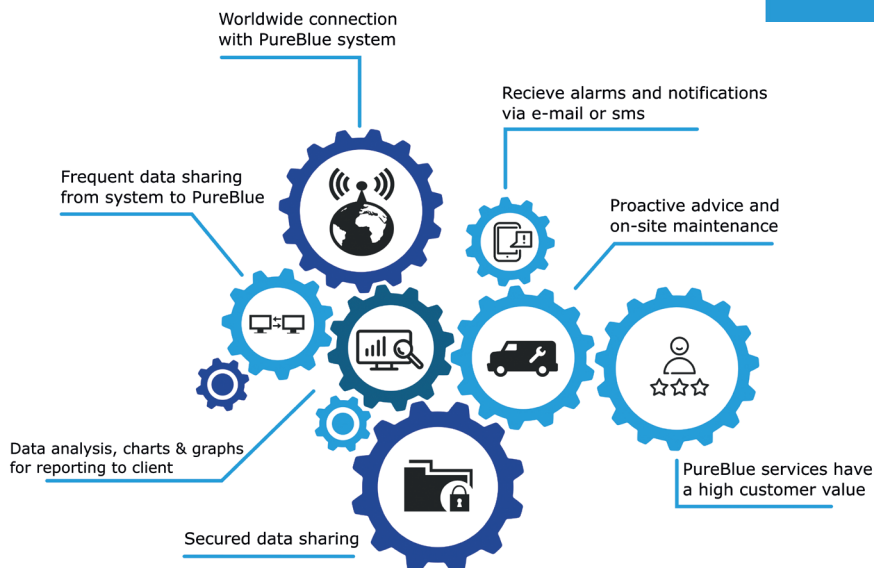 Worldwide connection
with PureBlue system
Recieve alarms and notifications
via e-mail or sms
Frequent data sharing
from system to PureBlue
Proactive advice and
on-site maintenance
Data analysis, charts & graphs
for reporting to client
PureBlue services have
a high customer value
Secured data sharing